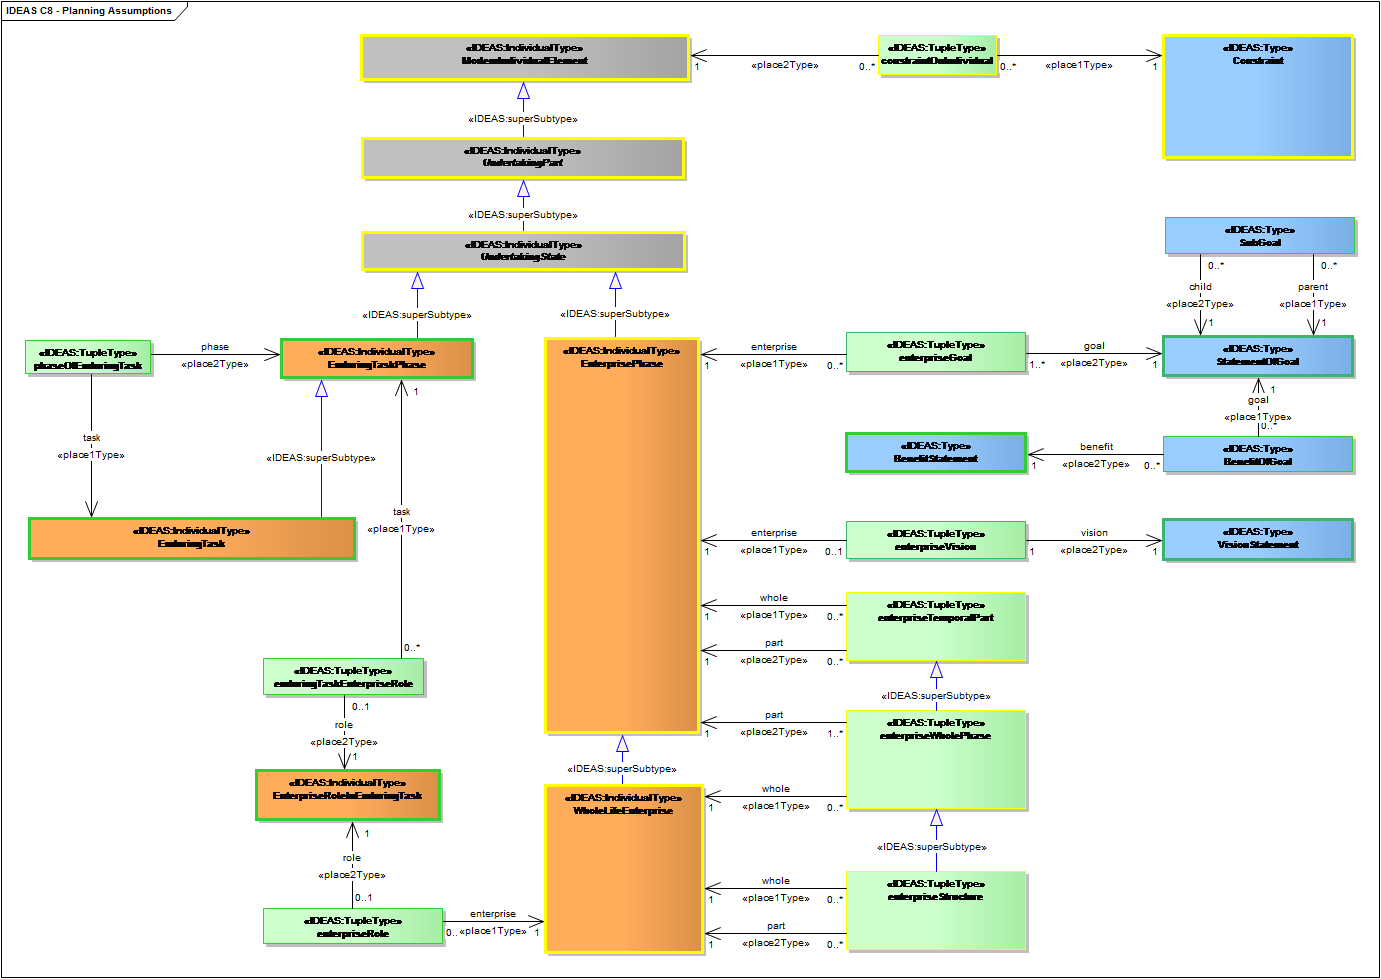 IDEAS C8 - Planning Assumptions
«IDEAS:IndividualType»
ModemIndividualElement
1
«place2Type»
0..*
«IDEAS:TupleType»
constraintOnIndividual
0..*
«place1Type»
1
«IDEAS:Type»
Constraint
«IDEAS:superSubtype»
«IDEAS:IndividualType»
UndertakingPart
«IDEAS:superSubtype»
«IDEAS:IndividualType»
UndertakingState
«IDEAS:Type»
SubGoal
0..*
0..*
child
«place2Type»
1
parent
«place1Type»
1
«IDEAS:superSubtype»
«IDEAS:superSubtype»
«IDEAS:TupleType»
phaseOfEnduringTask
phase
«place2Type»
«IDEAS:IndividualType»
EnduringTaskPhase
«IDEAS:IndividualType»
EnterprisePhase
enterprise
«place1Type»
1
0..*
«IDEAS:TupleType»
enterpriseGoal
goal
1..*
«place2Type»
1
«IDEAS:Type»
StatementOfGoal
1
goal
«place1Type»
0..*
task
«place1Type»
«IDEAS:superSubtype»
1
task
«place1Type»
0..*
«IDEAS:Type»
BenefitStatement
benefit
1
«place2Type»
0..*
«IDEAS:Type»
BenefitOfGoal
«IDEAS:IndividualType»
EnduringTask
enterprise
1
«place1Type»
0..1
«IDEAS:TupleType»
enterpriseVision
vision
1
«place2Type»
1
«IDEAS:Type»
VisionStatement
whole
1
«place1Type»
0..*
«IDEAS:TupleType»
enterpriseTemporalPart
part
1
«place2Type»
0..*
«IDEAS:superSubtype»
«IDEAS:TupleType»
enduringTaskEnterpriseRole
0..1
role
«place2Type»
1
part
1
«place2Type»
1..*
«IDEAS:TupleType»
enterpriseWholePhase
«IDEAS:superSubtype»
«IDEAS:IndividualType»
EnterpriseRoleInEnduringTask
«IDEAS:IndividualType»
WholeLifeEnterprise
whole
1
«place1Type»
0..*
«IDEAS:superSubtype»
1
role
«place2Type»
0..1
whole
1
«place1Type»
0..*
«IDEAS:TupleType»
enterpriseStructure
«IDEAS:TupleType»
enterpriseRole
enterprise
0..
«place1Type»
1
part
1
«place2Type»
0..*